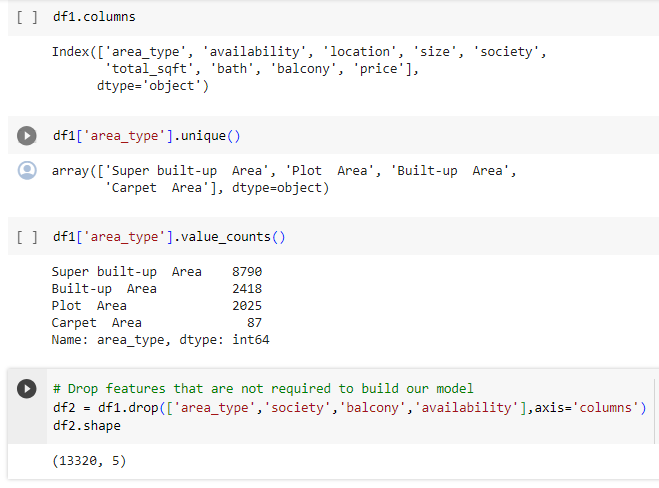 [ ] df1.columns
Index(['area_type', 'availability', 'location', 'size', 'society',
       'total_sqft', 'bath', 'balcony', 'price'],
      dtype='object')
df1['area_type'].unique()
array(['Super built-up  Area', 'Plot  Area', 'Built-up  Area',
       'Carpet  Area'], dtype=object)
[ ] df1['area_type'].value_counts()
Super built-up  Area    8790
Built-up  Area          2418
Plot  Area              2025
Carpet  Area              87
Name: area_type, dtype: int64
# Drop features that are not required to build our model
df2 = df1.drop(['area_type','society','balcony','availability'],axis='columns')
df2.shape
(13320, 5)